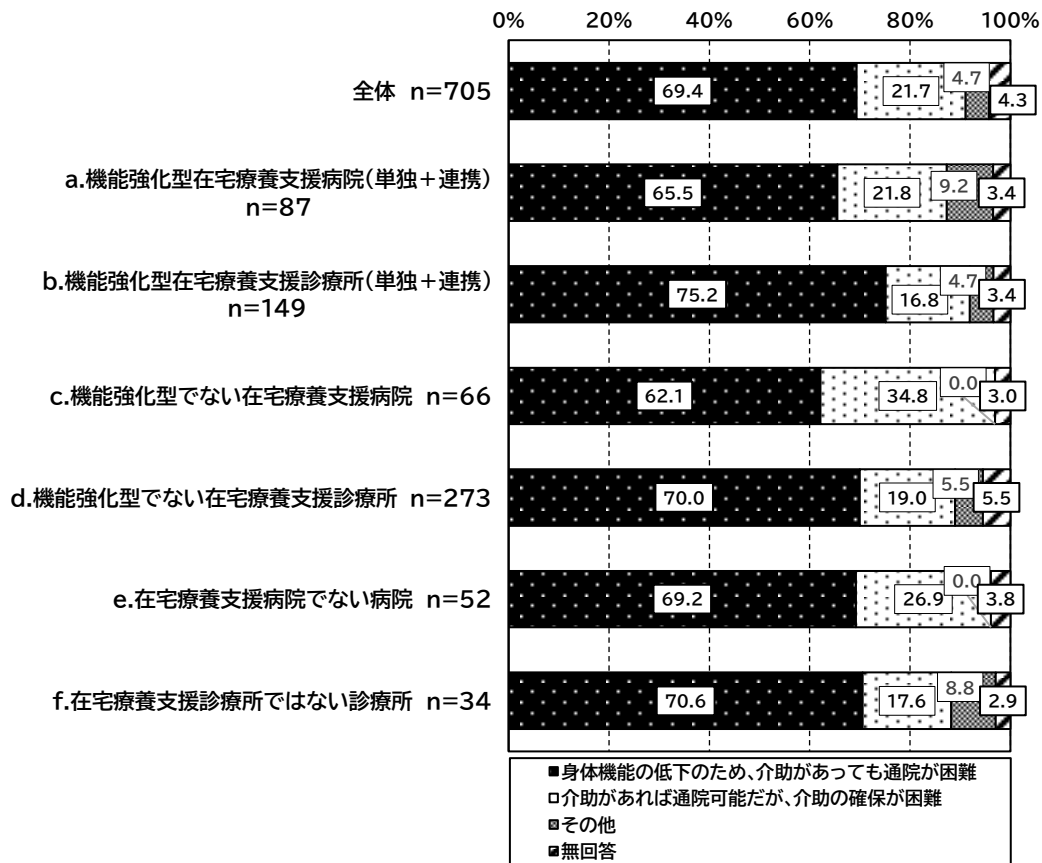 0% 20% 40% 60% 80% 100%
全体 n=705
69.4 21.7 4.7 4.3
a.機能強化型在宅療養支援病院(単独+連携)
n=87
65.5 21.8 9.2 3.4
b.機能強化型在宅療養支援診療所(単独+連携)
n=149
75.2 16.8 4.7 3.4
c.機能強化型でない在宅療養支援病院 n=66
62.1 34.8 0.0 3.0
d.機能強化型でない在宅療養支援診療所 n=273
70.0 19.0 5.5 5.5
e.在宅療養支援病院でない病院 n=52
69.2 26.9 0.0 3.8
f.在宅療養支援診療所ではない診療所 n=34
70.6 17.6 8.8 2.9
身体機能の低下のため、介助があっても通院が困難
介助があれば通院可能だが、介助の確保が困難
その他
無回答